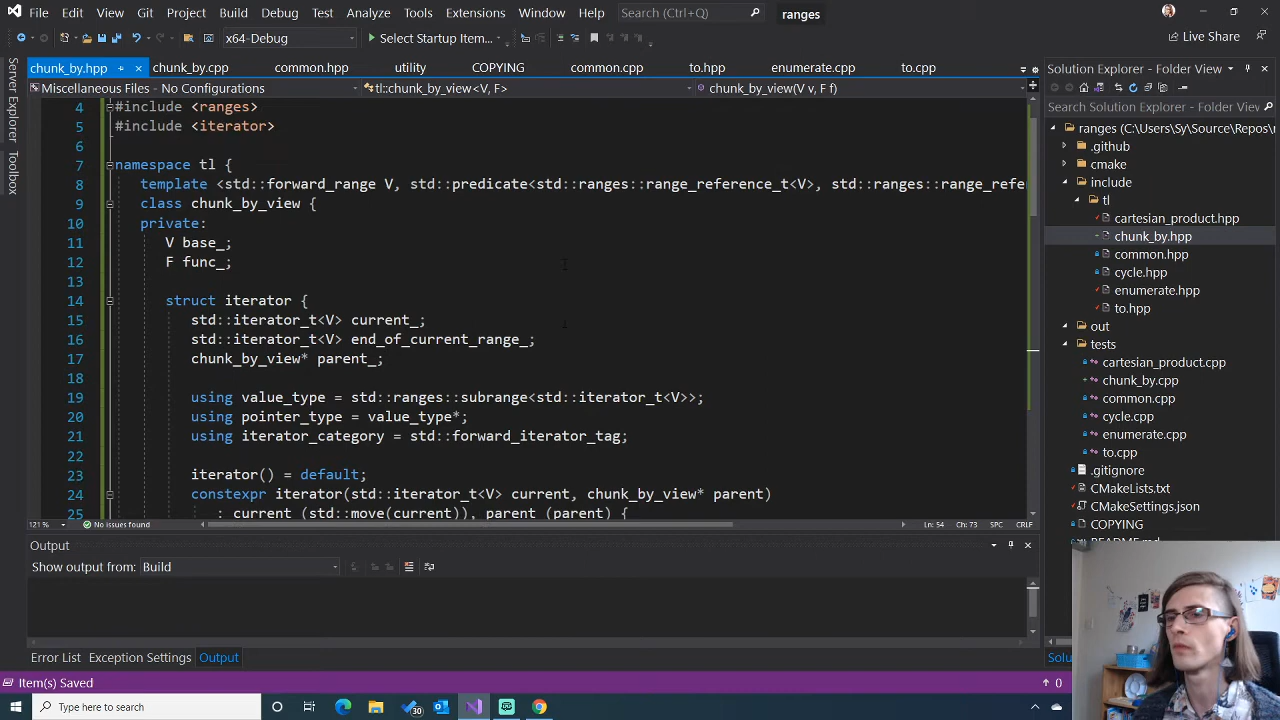 File Edit View Git Project Build Debug Test Analyze Tools Extensions Window Help Search (Ctrl+Q) ranges
x64-Debug Select Startup Item... Live Share
chunk_by.hpp chunk_by.cpp common.hpp utility COPYING common.cpp to.hpp enumerate.cpp to.cpp
Miscellaneous Files - No Configurations tl::chunk_by_view<V, F> chunk_by_view(V v, F f)
Server Explorer
Toolbox
4 #include <ranges>
5 #include <iterator>
6
7 namespace tl {
8 template <std::forward_range V, std::predicate<std::ranges::range_reference_t<V>, std::ranges::range_refe
9 class chunk_by_view {
10 private:
11 V base_;
12 F func_;
13
14 struct iterator {
15 std::iterator_t<V> current_;
16 std::iterator_t<V> end_of_current_range_;
17 chunk_by_view* parent_;
18
19 using value_type = std::ranges::subrange<std::iterator_t<V>>;
20 using pointer_type = value_type*;
21 using iterator_category = std::forward_iterator_tag;
22
23 iterator() = default;
24 constexpr iterator(std::iterator_t<V> current, chunk_by_view* parent)
25 : current_(std::move(current)), parent_(parent) {
121 % No issues found Ln: 54 Ch: 73 SPC CRLF
Output
Show output from: Build
Error List Exception Settings Output
Solution Explorer - Folder View
Search Solution Explorer - Folder View
ranges (C:\Users\Sy\Source\Repos\r
.github
cmake
include
tl
cartesian_product.hpp
chunk_by.hpp
common.hpp
cycle.hpp
enumerate.hpp
to.hpp
out
tests
cartesian_product.cpp
chunk_by.cpp
common.cpp
cycle.cpp
enumerate.cpp
to.cpp
.gitignore
CMakeLists.txt
CMakeSettings.json
COPYING
README.md
Solu
Item(s) Saved 0
Type here to search 30